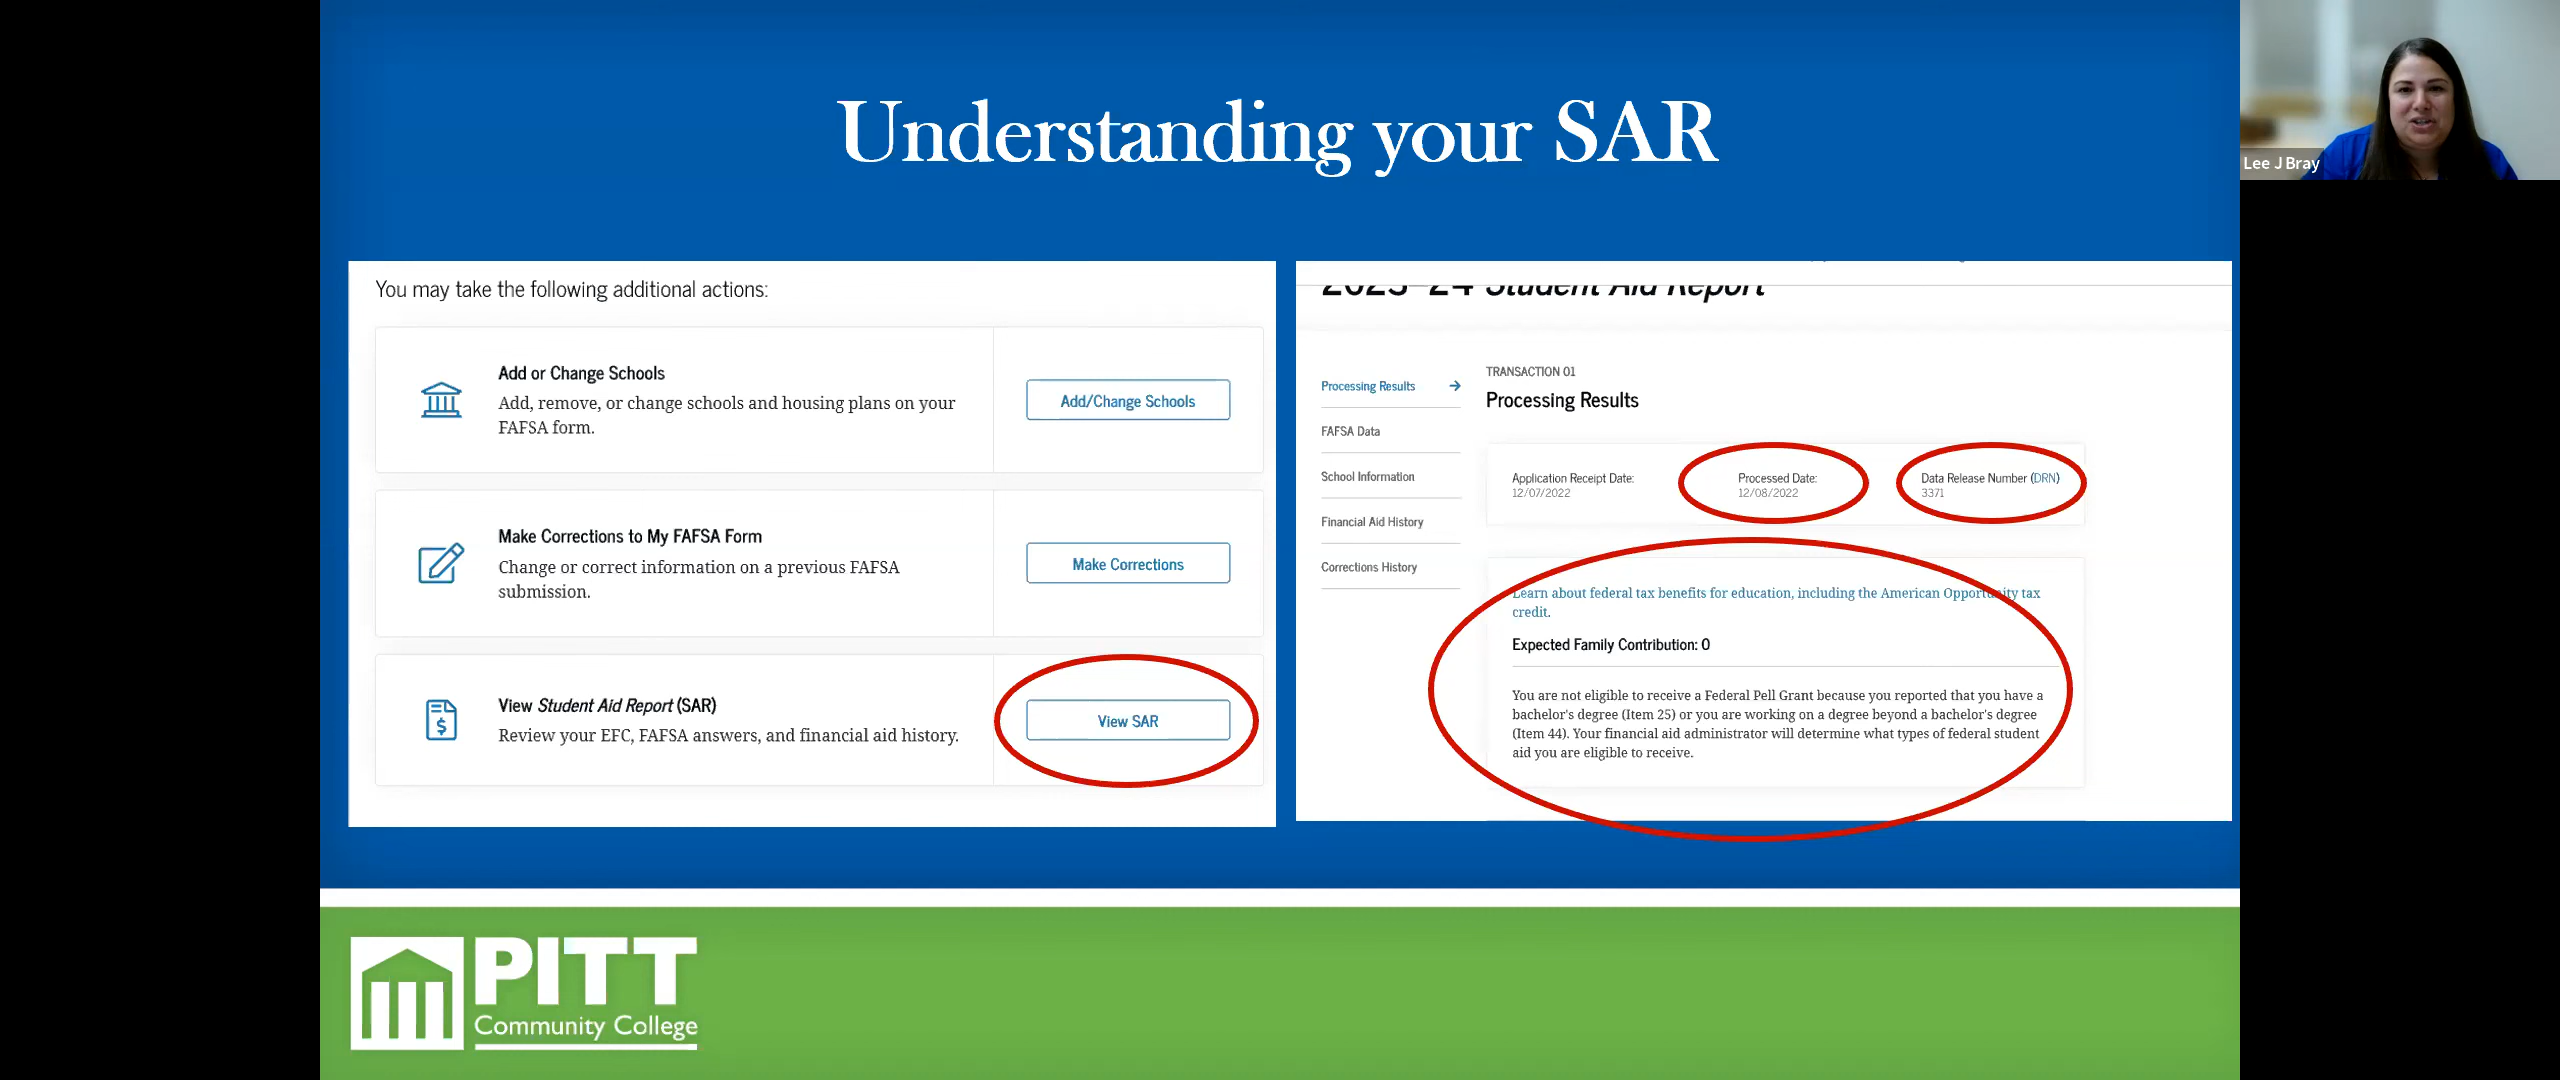 Understanding your SAR
Lee J Bray
You may take the following additional actions:
Add or Change Schools
Add, remove, or change schools and housing plans on your
FAFSA form.
Add/Change Schools
Make Corrections to My FAFSA Form
Change or correct information on a previous FAFSA
submission.
Make Corrections
View Student Aid Report (SAR)
Review your EFC, FAFSA answers, and financial aid history.
View SAR
2023–24 Student Aid Report
Processing Results
FAFSA Data
School Information
Financial Aid History
Corrections History
TRANSACTION 01
Processing Results
Application Receipt Date:
12/07/2022
Processed Date:
12/08/2022
Data Release Number (DRN)
3371
Learn about federal tax benefits for education, including the American Opportunity tax
credit.
Expected Family Contribution: 0
You are not eligible to receive a Federal Pell Grant because you reported that you have a
bachelor's degree (Item 25) or you are working on a degree beyond a bachelor's degree
(Item 44). Your financial aid administrator will determine what types of federal student
aid you are eligible to receive.
PITT
Community College